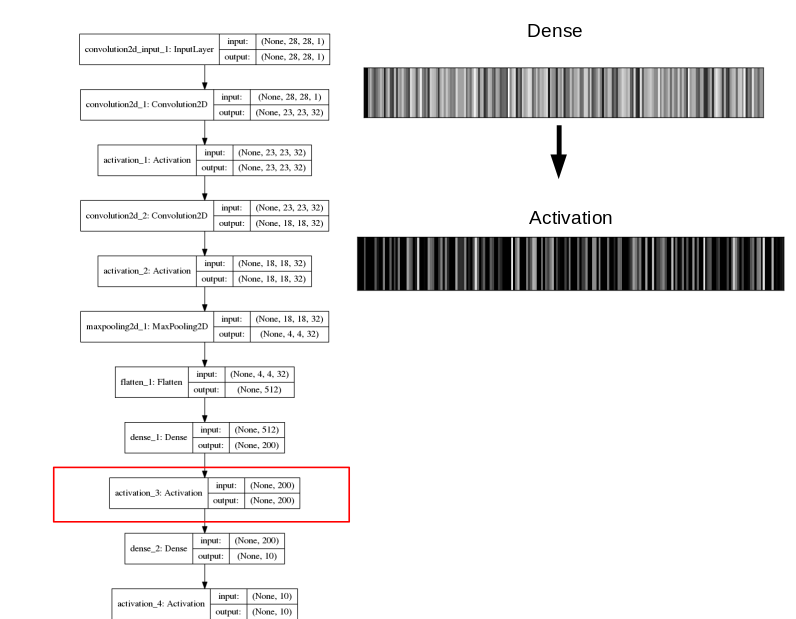 convolution2d_input_1: InputLayer
input: (None, 28, 28, 1)
output: (None, 28, 28, 1)
convolution2d_1: Convolution2D
input: (None, 28, 28, 1)
output: (None, 23, 23, 32)
activation_1: Activation
input: (None, 23, 23, 32)
output: (None, 23, 23, 32)
convolution2d_2: Convolution2D
input: (None, 23, 23, 32)
output: (None, 18, 18, 32)
activation_2: Activation
input: (None, 18, 18, 32)
output: (None, 18, 18, 32)
maxpooling2d_1: MaxPooling2D
input: (None, 18, 18, 32)
output: (None, 4, 4, 32)
flatten_1: Flatten
input: (None, 4, 4, 32)
output: (None, 512)
dense_1: Dense
input: (None, 512)
output: (None, 200)
activation_3: Activation
input: (None, 200)
output: (None, 200)
dense_2: Dense
input: (None, 200)
output: (None, 10)
activation_4: Activation
input: (None, 10)
output: (None, 10)
Dense
Activation